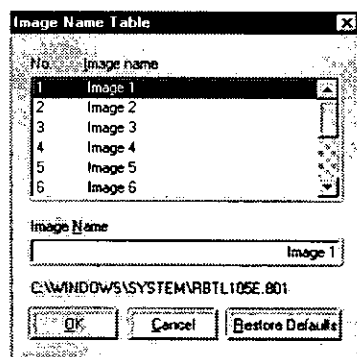 Image Name Table
No. Image name
1 Image 1
2 Image 2
3 Image 3
4 Image 4
5 Image 5
6 Image 6
Image Name
Image 1
C:\WINDOWS\SYSTEM\RBTL105E.801
OK Cancel Restore Defaults